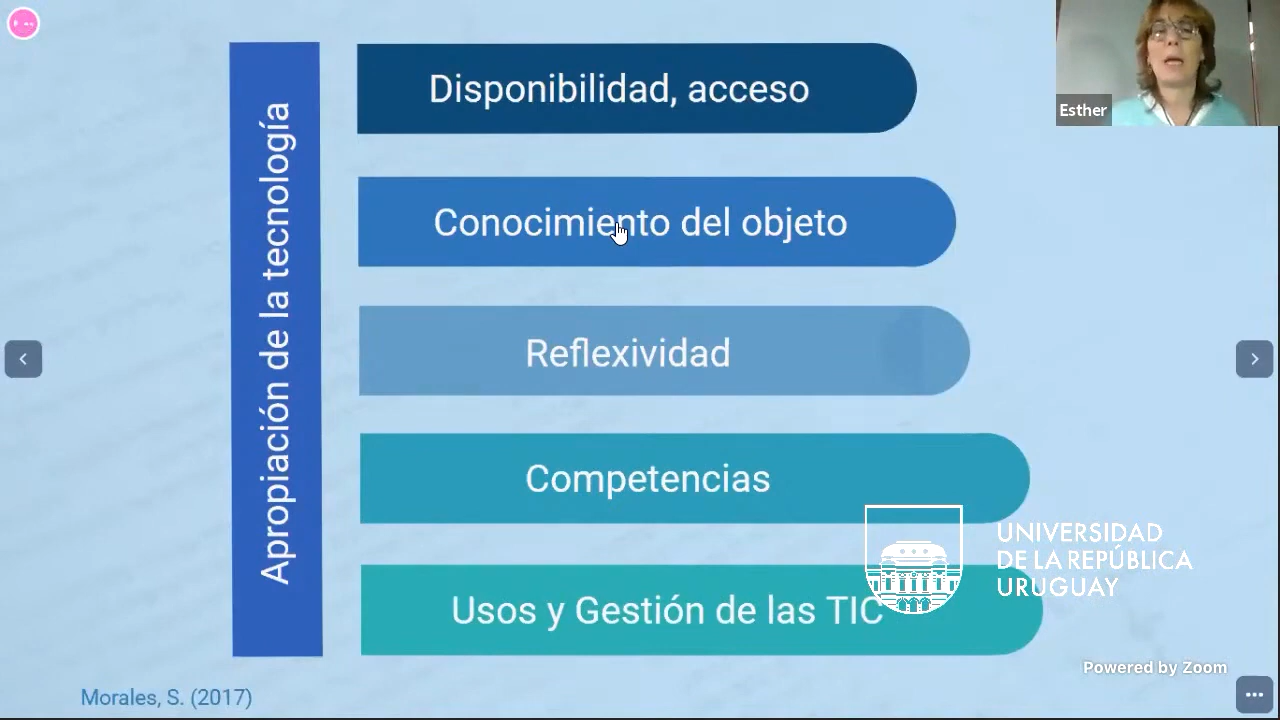 Disponibilidad, acceso
Esther
Apropiación de la tecnología
Conocimiento del objeto
Reflexividad
Competencias
UNIVERSIDAD
DE LA REPÚBLICA
URUGUAY
Usos y Gestión de las TIC
Powered by Zoom
Morales, S. (2017)